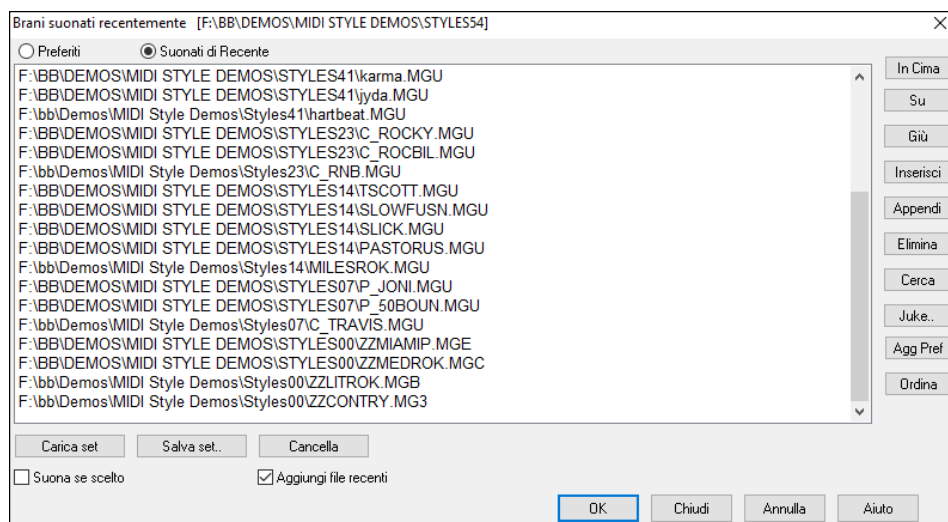 Brani suonati recentemente [F:\BB\DEMOS\MIDI STYLE DEMOS\STYLES54]
Preferiti Suonati di Recente
F:\BB\DEMOS\MIDI STYLE DEMOS\STYLES41\karma.MGU
F:\BB\DEMOS\MIDI STYLE DEMOS\STYLES41\jyda.MGU
F:\bb\Demos\MIDI Style Demos\Styles41\hartbeat.MGU
F:\BB\DEMOS\MIDI STYLE DEMOS\STYLES23\C_ROCKY.MGU
F:\BB\DEMOS\MIDI STYLE DEMOS\STYLES23\C_ROCBIL.MGU
F:\bb\Demos\MIDI Style Demos\Styles23\C_RNB.MGU
F:\BB\DEMOS\MIDI STYLE DEMOS\STYLES14\TSCOTT.MGU
F:\BB\DEMOS\MIDI STYLE DEMOS\STYLES14\SLOWFUSN.MGU
F:\BB\DEMOS\MIDI STYLE DEMOS\STYLES14\SLICK.MGU
F:\BB\DEMOS\MIDI STYLE DEMOS\STYLES14\PASTORUS.MGU
F:\bb\Demos\MIDI Style Demos\Styles14\MILESROK.MGU
F:\BB\DEMOS\MIDI STYLE DEMOS\STYLES07\P_JONI.MGU
F:\BB\DEMOS\MIDI STYLE DEMOS\STYLES07\P_50BOUN.MGU
F:\bb\Demos\MIDI Style Demos\Styles07\C_TRAVIS.MGU
F:\BB\DEMOS\MIDI STYLE DEMOS\STYLES00\ZZMIAMIP.MGE
F:\BB\DEMOS\MIDI STYLE DEMOS\STYLES00\ZZMEDROK.MGC
F:\bb\Demos\MIDI Style Demos\Styles00\ZZLITROK.MGB
F:\bb\Demos\MIDI Style Demos\Styles00\ZZCONTRY.MG3
In Cima
Su
Giù
Inserisci
Appendi
Elimina
Cerca
Juke..
Agg Pref
Ordina
Carica set Salva set.. Cancella
Suona se scelto Aggiungi file recenti
OK Chiudi Annulla Aiuto